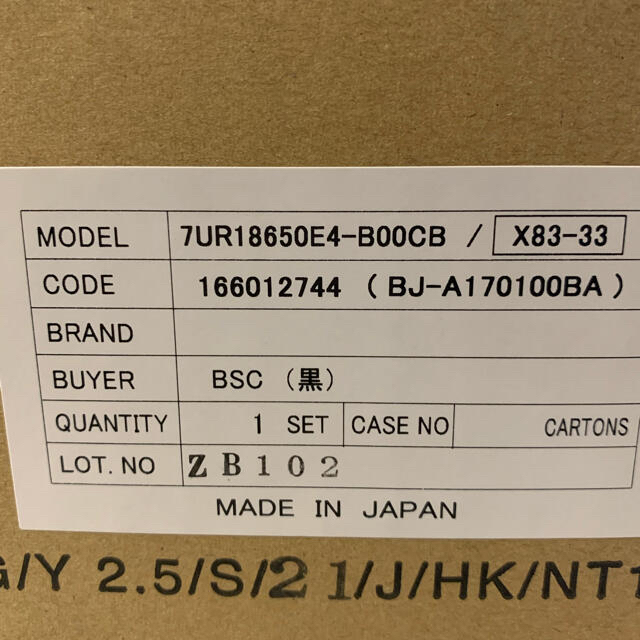 MODEL 7UR18650E4-B00CB / X83-33
CODE 166012744 ( BJ-A170100BA )
BRAND
BUYER BSC (黒)
QUANTITY 1 SET CASE NO CARTONS
LOT. NO ZB102
MADE IN JAPAN
G/Y 2.5/S/21/J/HK/NT1